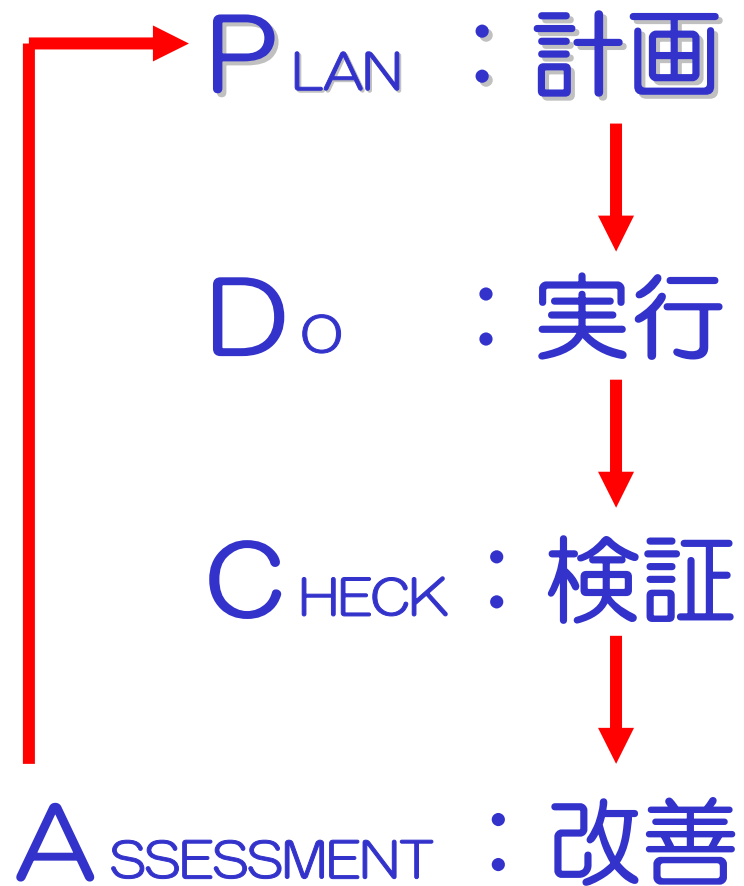 PLAN : 計画
DO : 実行
CHECK : 検証
ASSESSMENT : 改善